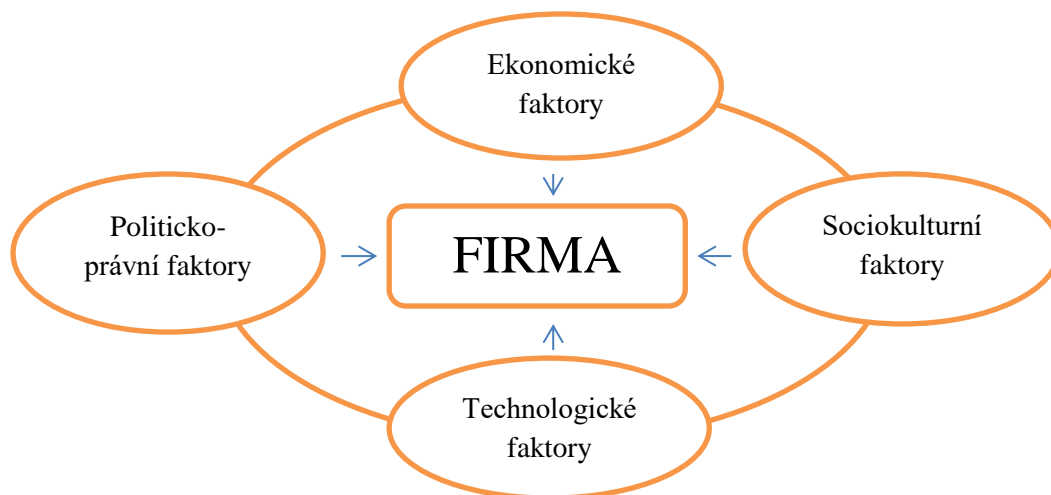 Ekonomické
faktory
Politicko-
právní faktory
FIRMA
Sociokulturní
faktory
Technologické
faktory